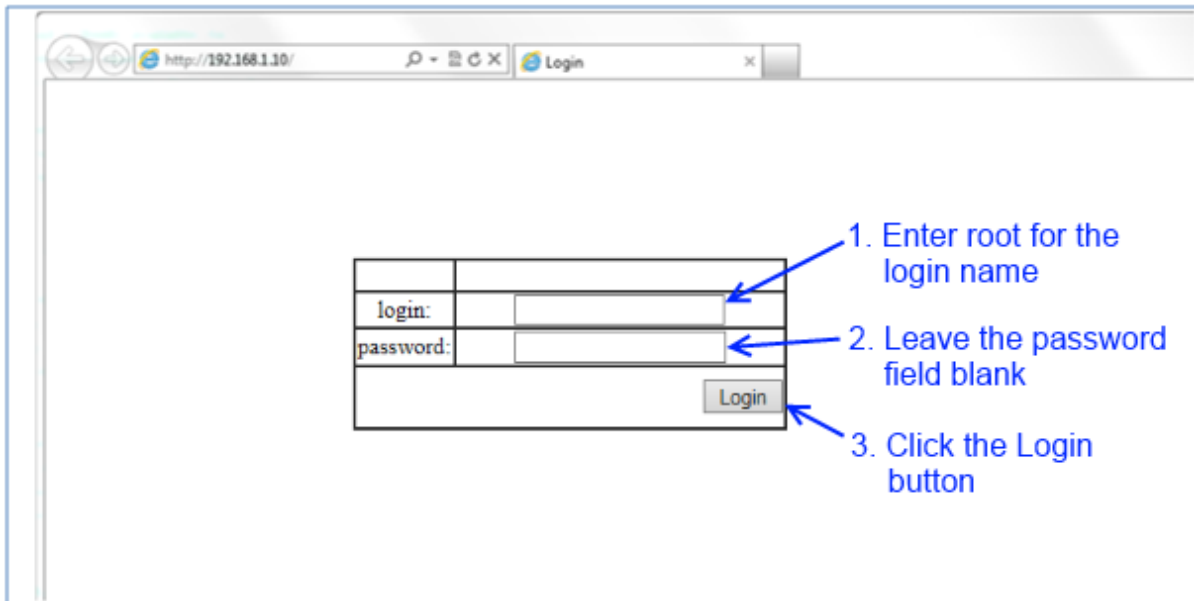 http://192.168.1.10/
Login
1. Enter root for the
login name
login:
password:
2. Leave the password
field blank
Login
3. Click the Login
button